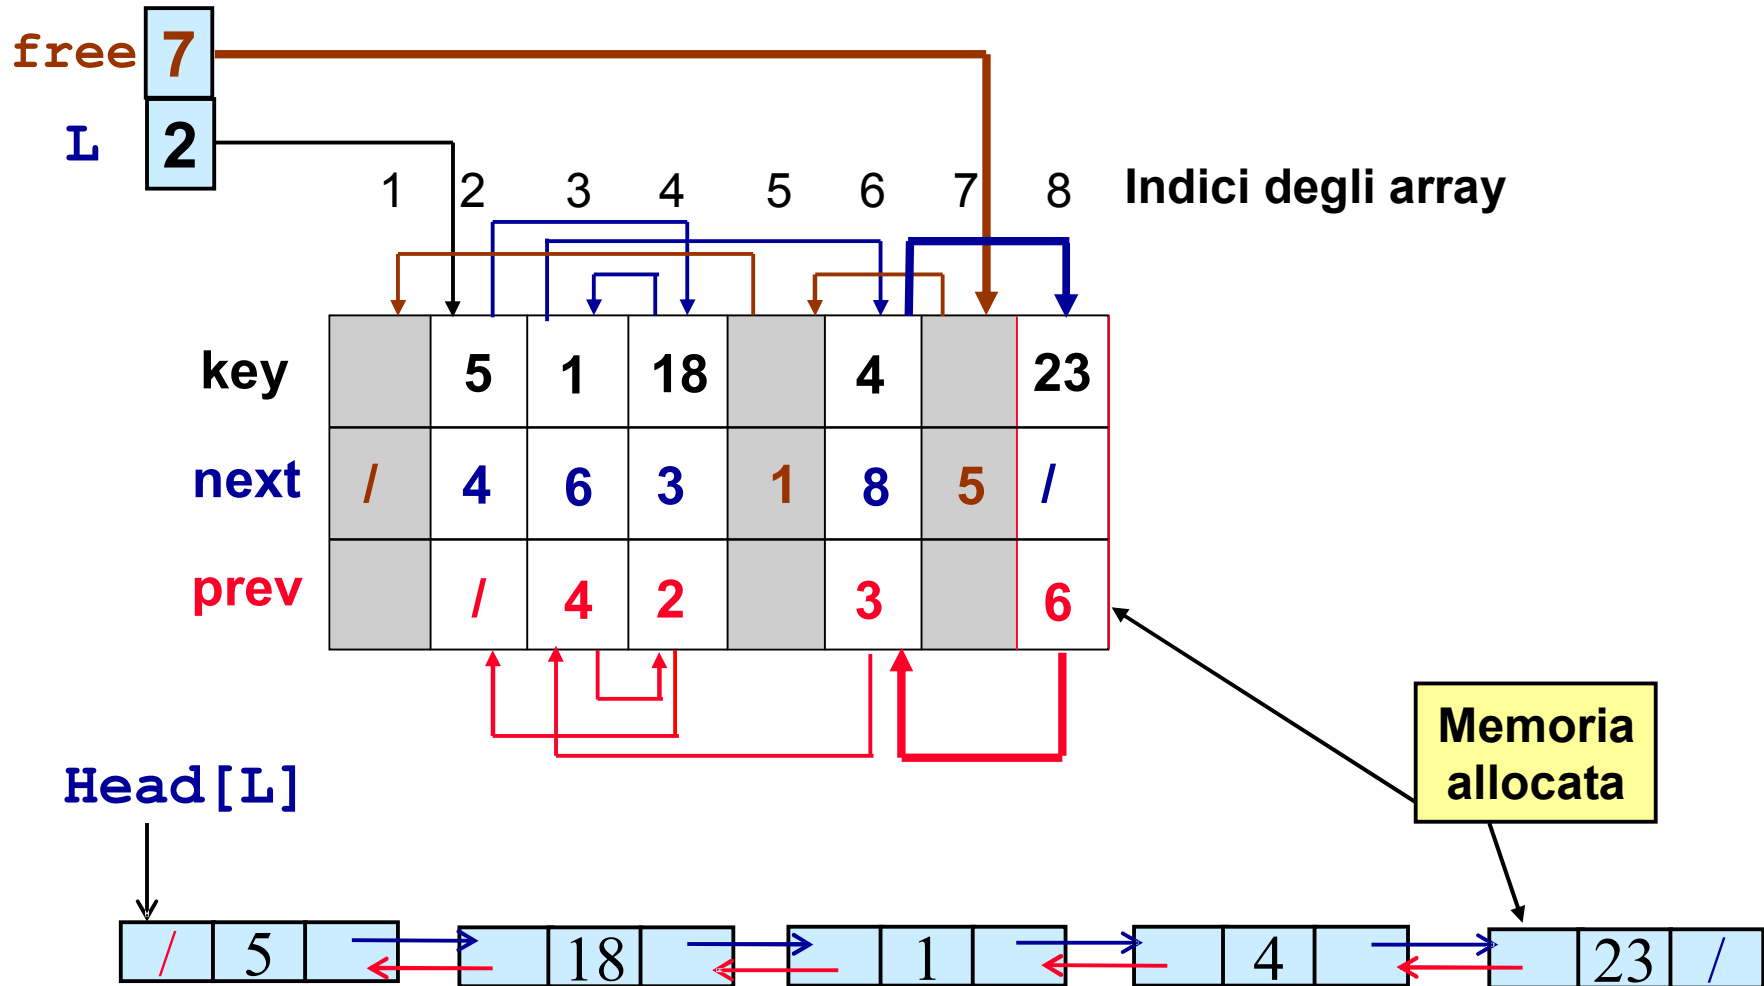 free 7
L 2
1 2 3 4 5 6 7 8 Indici degli array
key 5 1 18 4 23
next / 4 6 3 1 8 5 /
prev / 4 2 3 6
Memoria
allocata
Head[L]
/ 5 18 1 4 23 /